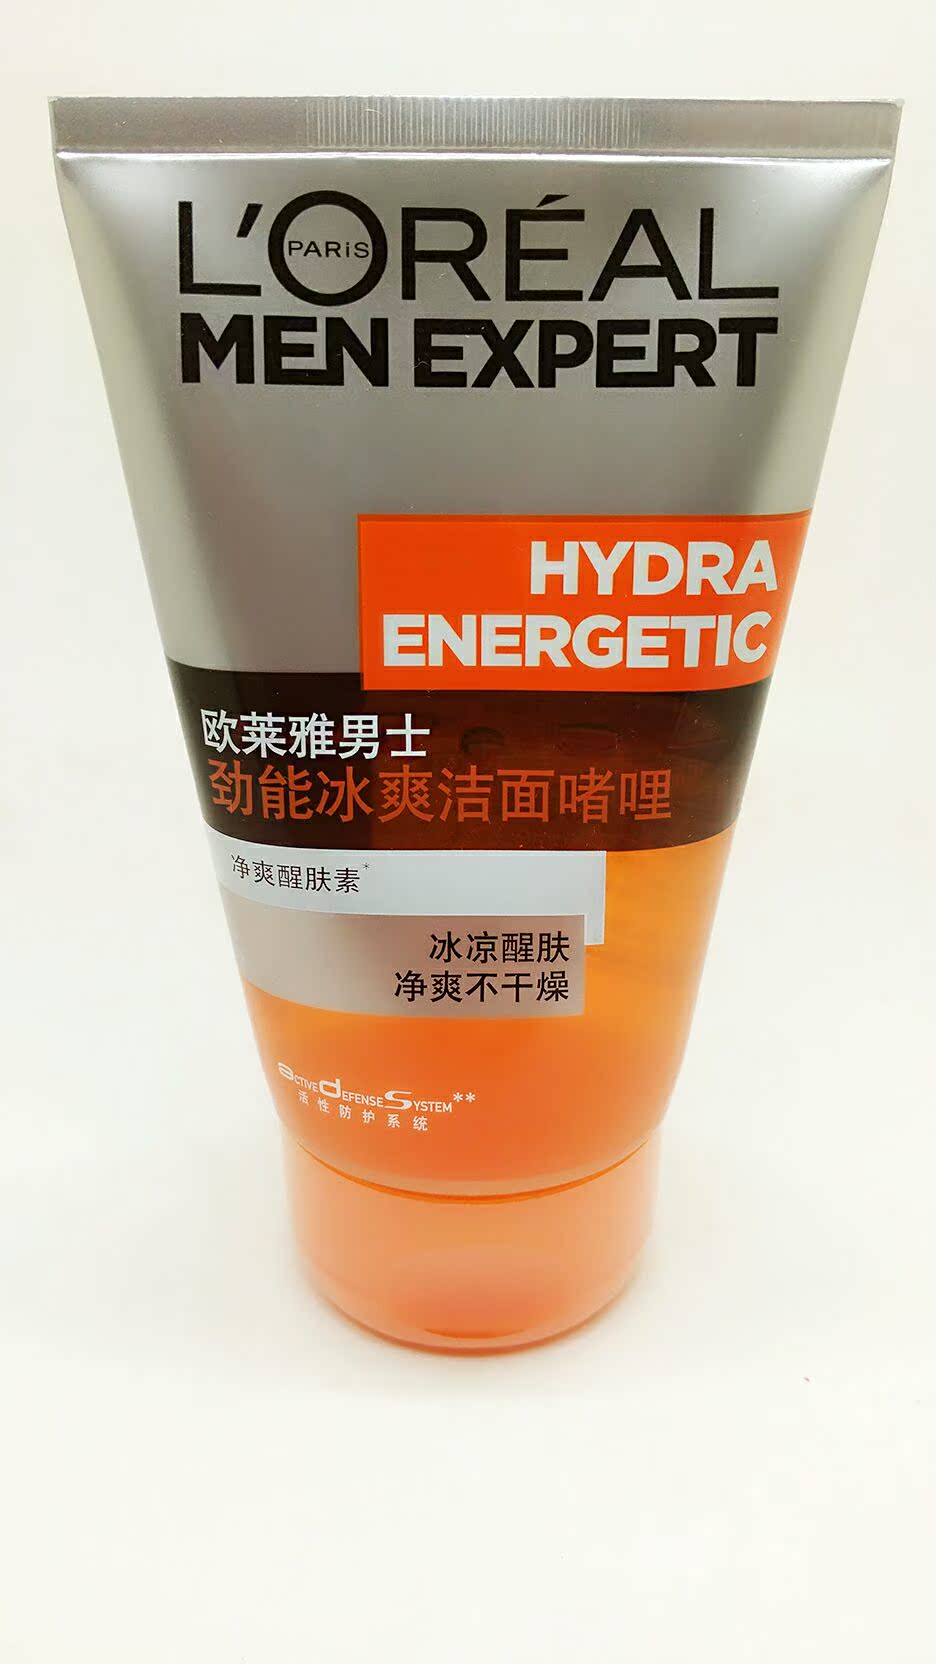 L'ORÉAL
PARiS
MEN EXPERT
HYDRA
ENERGETIC
欧莱雅男士
劲能冰爽洁面啫哩
净爽醒肤素*
冰凉醒肤
净爽不干燥
activE dEFENSE SYSTEM**
活性防护系统